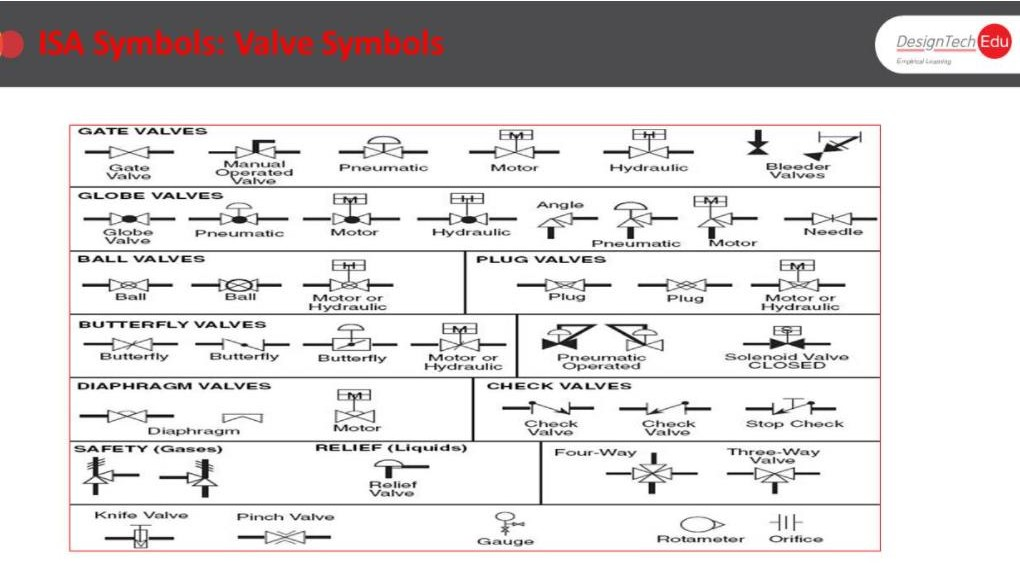 ISA Symbols: Valve Symbols
DesignTech Edu
Empirical Learning
GATE VALVES
Gate
Valve
Manual
Operated
Valve
Pneumatic
M
Motor
H
Hydraulic
Bleeder
Valves
GLOBE VALVES
Globe
Valve
Pneumatic
M
Motor
H
Hydraulic
Angle
Pneumatic
M
Motor
Needle
BALL VALVES
Ball
Ball
H
Motor or
Hydraulic
PLUG VALVES
Plug
Plug
M
Motor or
Hydraulic
BUTTERFLY VALVES
Butterfly
Butterfly
Butterfly
M
Motor or
Hydraulic
Pneumatic
Operated
S
Solenoid Valve
CLOSED
DIAPHRAGM VALVES
Diaphragm
M
Motor
CHECK VALVES
Check
Valve
Check
Valve
Stop Check
SAFETY (Gases)
RELIEF (Liquids)
Relief
Valve
Four-Way
Three-Way
Valve
Knife Valve
Pinch Valve
Gauge
Rotameter
Orifice